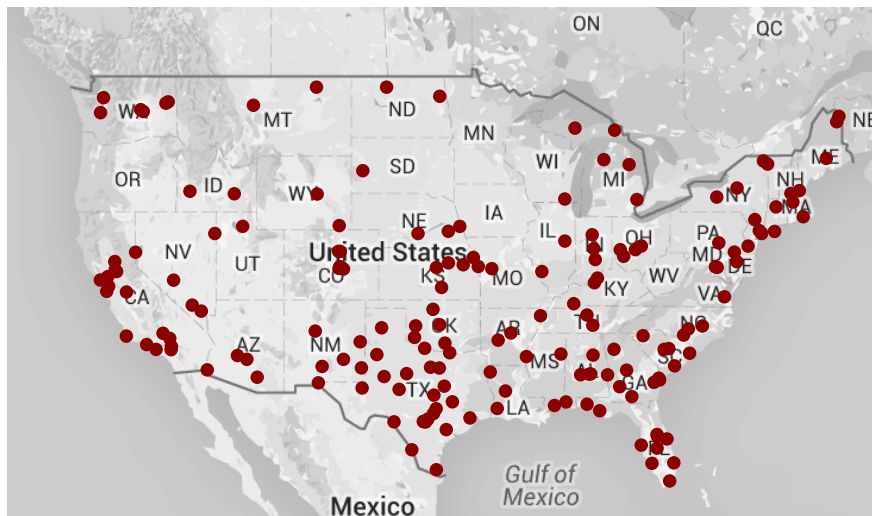 ON
QC
WA
MT
ND
MN
NB
ME
OR
ID
WY
SD
WI
MI
NY
NH
MA
NV
UT
NE
IA
IL
IN
OH
PA
MD
DE
United States
CO
KS
MO
KY
WV
VA
CA
AZ
NM
OK
AR
TN
NC
SC
TX
LA
MS
AL
GA
FL
Gulf of
Mexico
Mexico